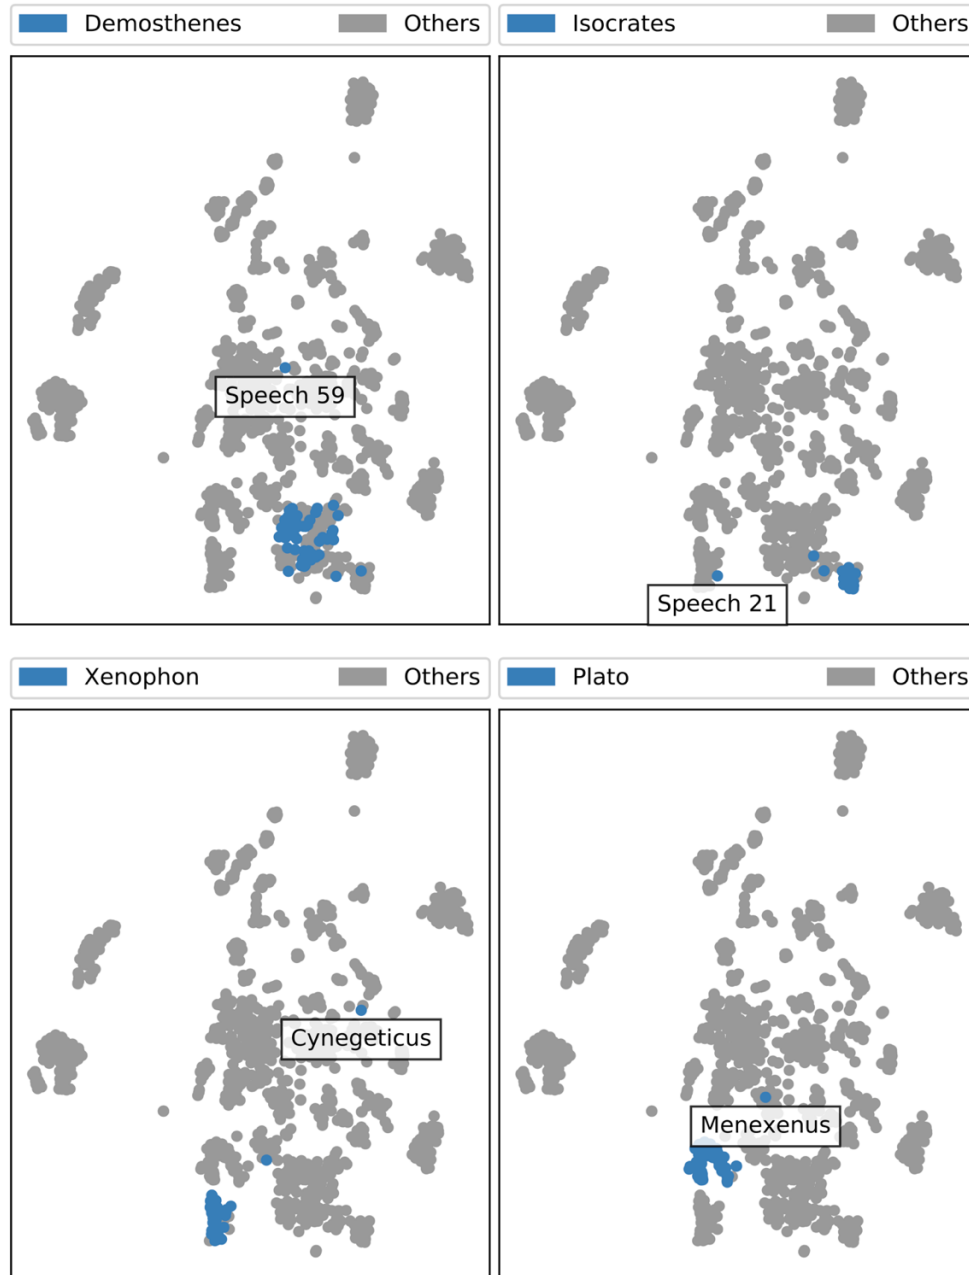 Demosthenes Others Isocrates Others
Speech 59
Speech 21
Xenophon Others Plato Others
Cynegeticus
Menexenus